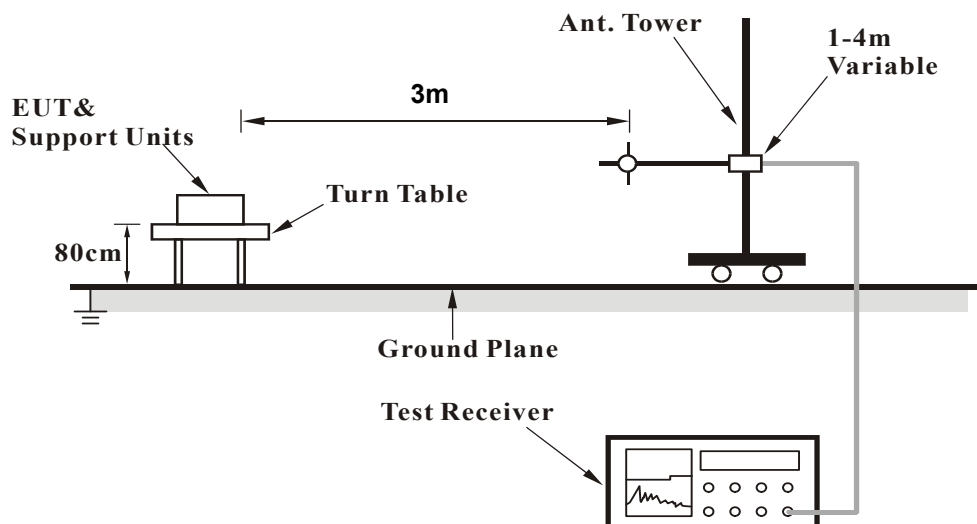 Ant. Tower
1-4m
Variable
3m
EUT&
Support Units
Turn Table
80cm
Ground Plane
Test Receiver